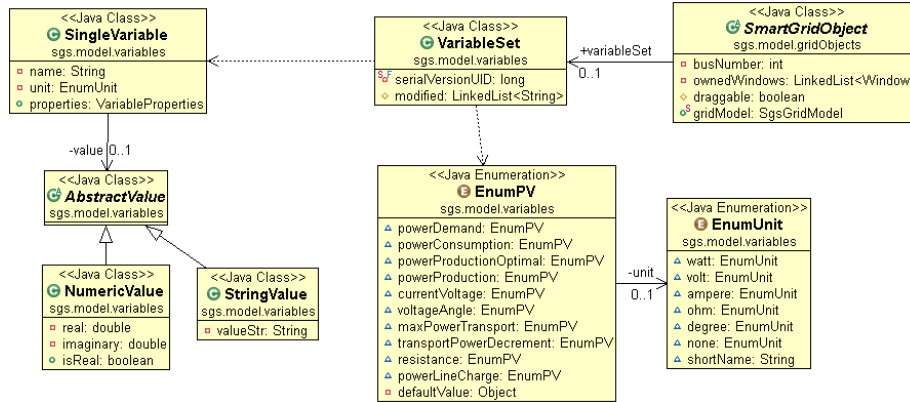 <<Java Class>>
SingleVariable
sgs.model.variables
name: String
unit: EnumUnit
properties: VariableProperties
<<Java Class>>
VariableSet
sgs.model.variables
serialVersionUID: long
modified: LinkedList<String>
+variableSet
0..1
<<Java Class>>
SmartGridObject
sgs.model.gridObjects
busNumber: int
ownedWindows: LinkedList<Window
draggable: boolean
gridModel: SgsGridModel
-value
0..1
<<Java Class>>
AbstractValue
sgs.model.variables
<<Java Class>>
NumericValue
sgs.model.variables
real: double
imaginary: double
isReal: boolean
<<Java Class>>
StringValue
sgs.model.variables
valueStr: String
<<Java Enumeration>>
EnumPV
sgs.model.variables
powerDemand: EnumPV
powerConsumption: EnumPV
powerProductionOptimal: EnumPV
powerProduction: EnumPV
currentVoltage: EnumPV
voltageAngle: EnumPV
maxPowerTransport: EnumPV
transportPowerDecrement: EnumPV
resistance: EnumPV
powerLineCharge: EnumPV
defaultValue: Object
-unit
0..1
<<Java Enumeration>>
EnumUnit
sgs.model.variables
watt: EnumUnit
volt: EnumUnit
ampere: EnumUnit
ohm: EnumUnit
degree: EnumUnit
none: EnumUnit
shortName: String